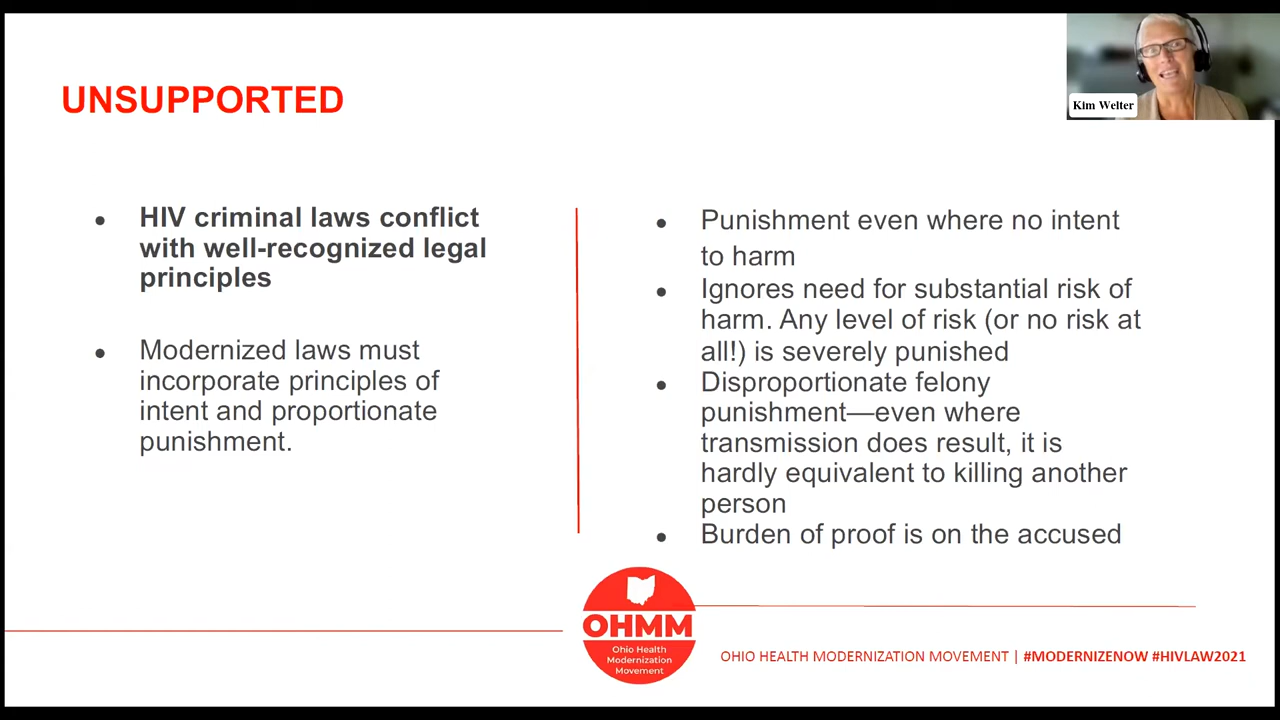 UNSUPPORTED
Kim Welter
HIV criminal laws conflict
with well-recognized legal
principles
Modernized laws must
incorporate principles of
intent and proportionate
punishment.
Punishment even where no intent
to harm
Ignores need for substantial risk of
harm. Any level of risk (or no risk at
all!) is severely punished
Disproportionate felony
punishment—even where
transmission does result, it is
hardly equivalent to killing another
person
Burden of proof is on the accused
OHMM
Ohio Health
Modernization
Movement
OHIO HEALTH MODERNIZATION MOVEMENT | #MODERNIZENOW #HIVLAW2021